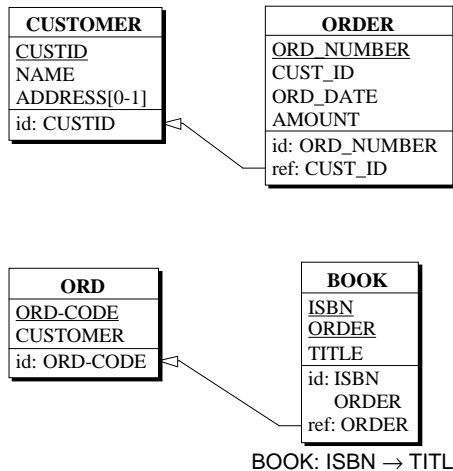 CUSTOMER
CUSTID
NAME
ADDRESS[0-1]
id: CUSTID
ORDER
ORD_NUMBER
CUST_ID
ORD_DATE
AMOUNT
id: ORD_NUMBER
ref: CUST_ID
ORD
ORD-CODE
CUSTOMER
id: ORD-CODE
BOOK
ISBN
ORDER
TITLE
id: ISBN
ORDER
ref: ORDER
BOOK: ISBN → TITL